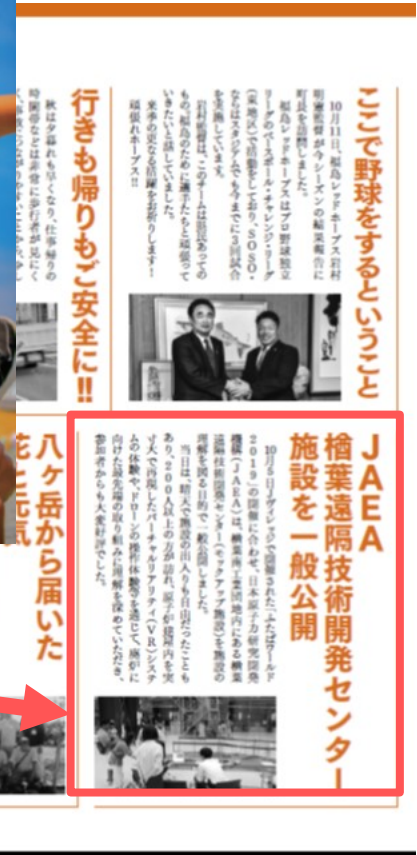 ここで野球をするということ
10月11日、福島レッドホープス岩村
明憲監督が今シーズンの結果報告に
町長を訪問しました。
福島レッドホープスはプロ野球独立
リーグのベースボール・チャレンジ・リーグ
(東地区)で活動をしており、SOSO・
ならはスタジアムでも今までに3回試合
を実施しています。
岩村監督は、このチームは県民あっての
もの。福島のために選手たちと頑張って
いきたいと話していました。
来季の更なる活躍をお祈りします！
頑張れホープス!!
行きも帰りもご安全に!!
秋は夕暮れも早くなり、仕事帰りの
時間帯などは非常に歩行者が見にく
JAEA
楢葉遠隔技術開発センター
施設を一般公開
10月5日Jヴィレッジで開催された「ふたばワールド
2019」の開催に合わせ、日本原子力研究開発
機構(JAEA)は、楢葉南工業団地内にある楢葉
遠隔技術開発センター(モックアップ施設)を施設の
理解を図る目的で一般公開しました。
当日は、晴天で施設の出入りも自由だったことも
あり、200人以上の方が訪れ、原子炉建屋内を実
寸大で再現したバーチャルリアリティ(VR)システ
ムの体験や、ドローンの操作体験等を通じて、廃炉に
向けた最先端の取り組みに理解を深めていただき、
参加者からも大変好評でした。
八ヶ岳から届いた
花と元気